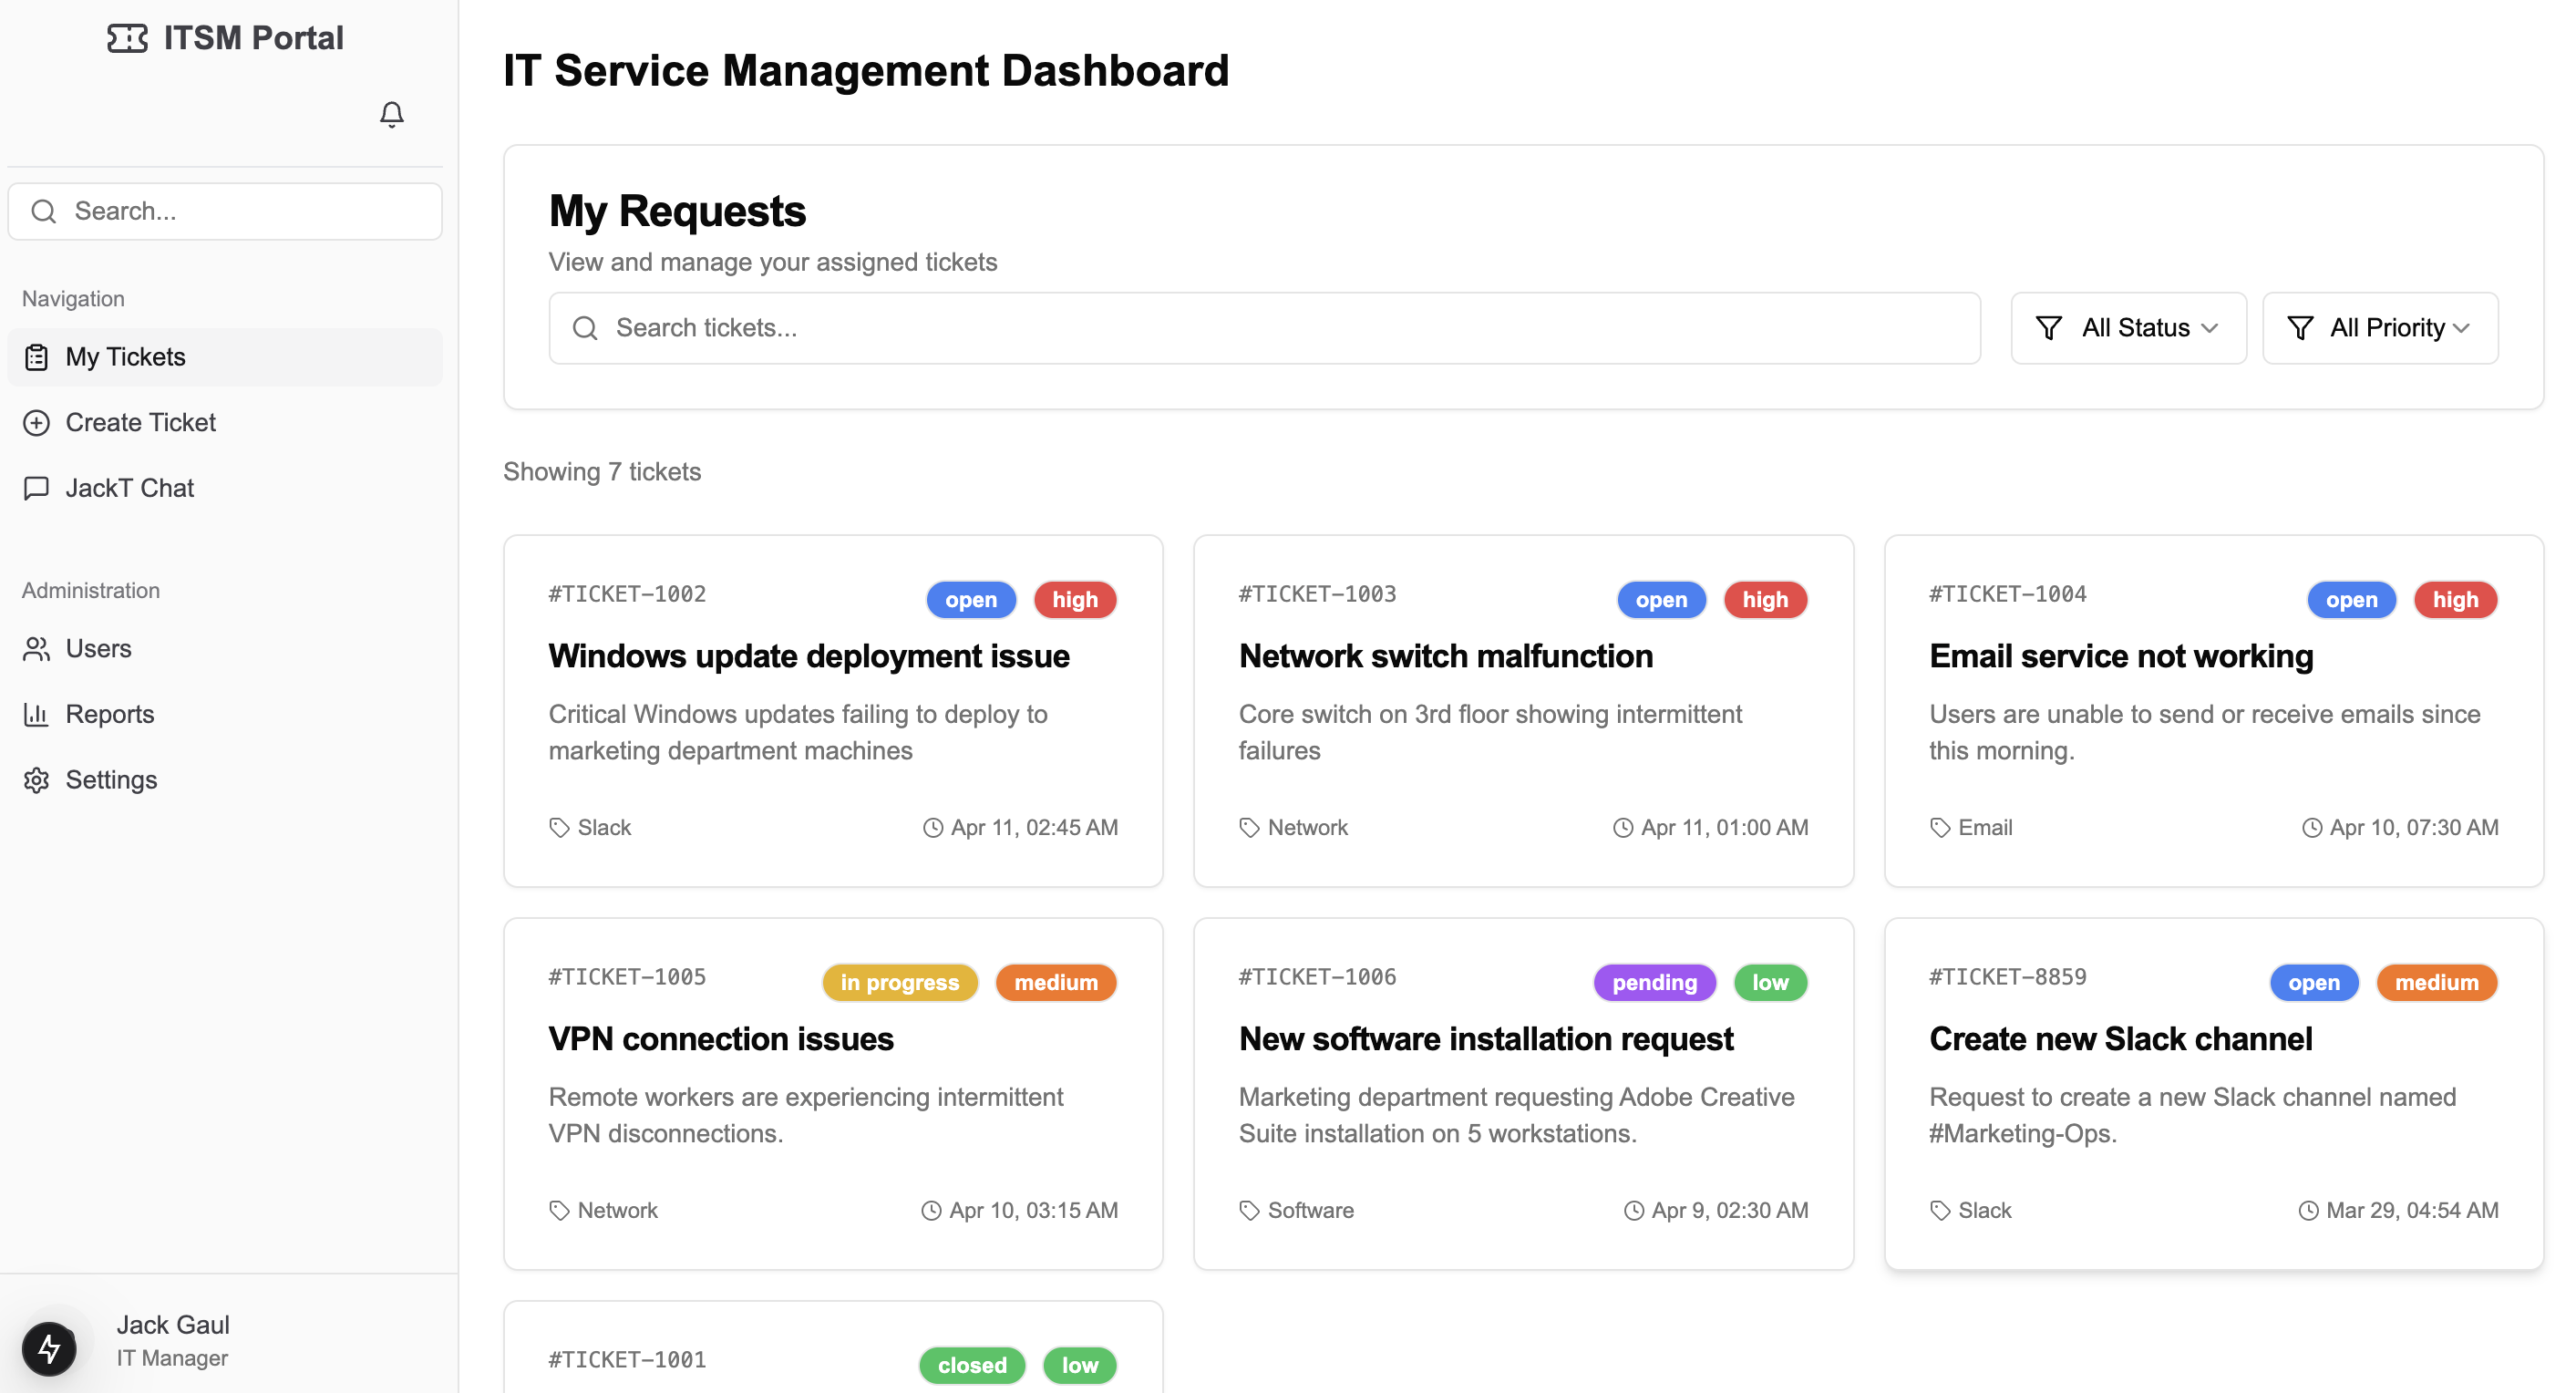 ITSM Portal
Search...
Navigation
My Tickets
Create Ticket
JackT Chat
Administration
Users
Reports
Settings
Jack Gaul
IT Manager
IT Service Management Dashboard
My Requests
View and manage your assigned tickets
Search tickets...
All Status
All Priority
Showing 7 tickets
#TICKET-1002
open
high
Windows update deployment issue
Critical Windows updates failing to deploy to
marketing department machines
Slack
Apr 11, 02:45 AM
#TICKET-1003
open
high
Network switch malfunction
Core switch on 3rd floor showing intermittent
failures
Network
Apr 11, 01:00 AM
#TICKET-1004
open
high
Email service not working
Users are unable to send or receive emails since
this morning.
Email
Apr 10, 07:30 AM
#TICKET-1005
in progress
medium
VPN connection issues
Remote workers are experiencing intermittent
VPN disconnections.
Network
Apr 10, 03:15 AM
#TICKET-1006
pending
low
New software installation request
Marketing department requesting Adobe Creative
Suite installation on 5 workstations.
Software
Apr 9, 02:30 AM
#TICKET-8859
open
medium
Create new Slack channel
Request to create a new Slack channel named
#Marketing-Ops.
Slack
Mar 29, 04:54 AM
#TICKET-1001
closed
low